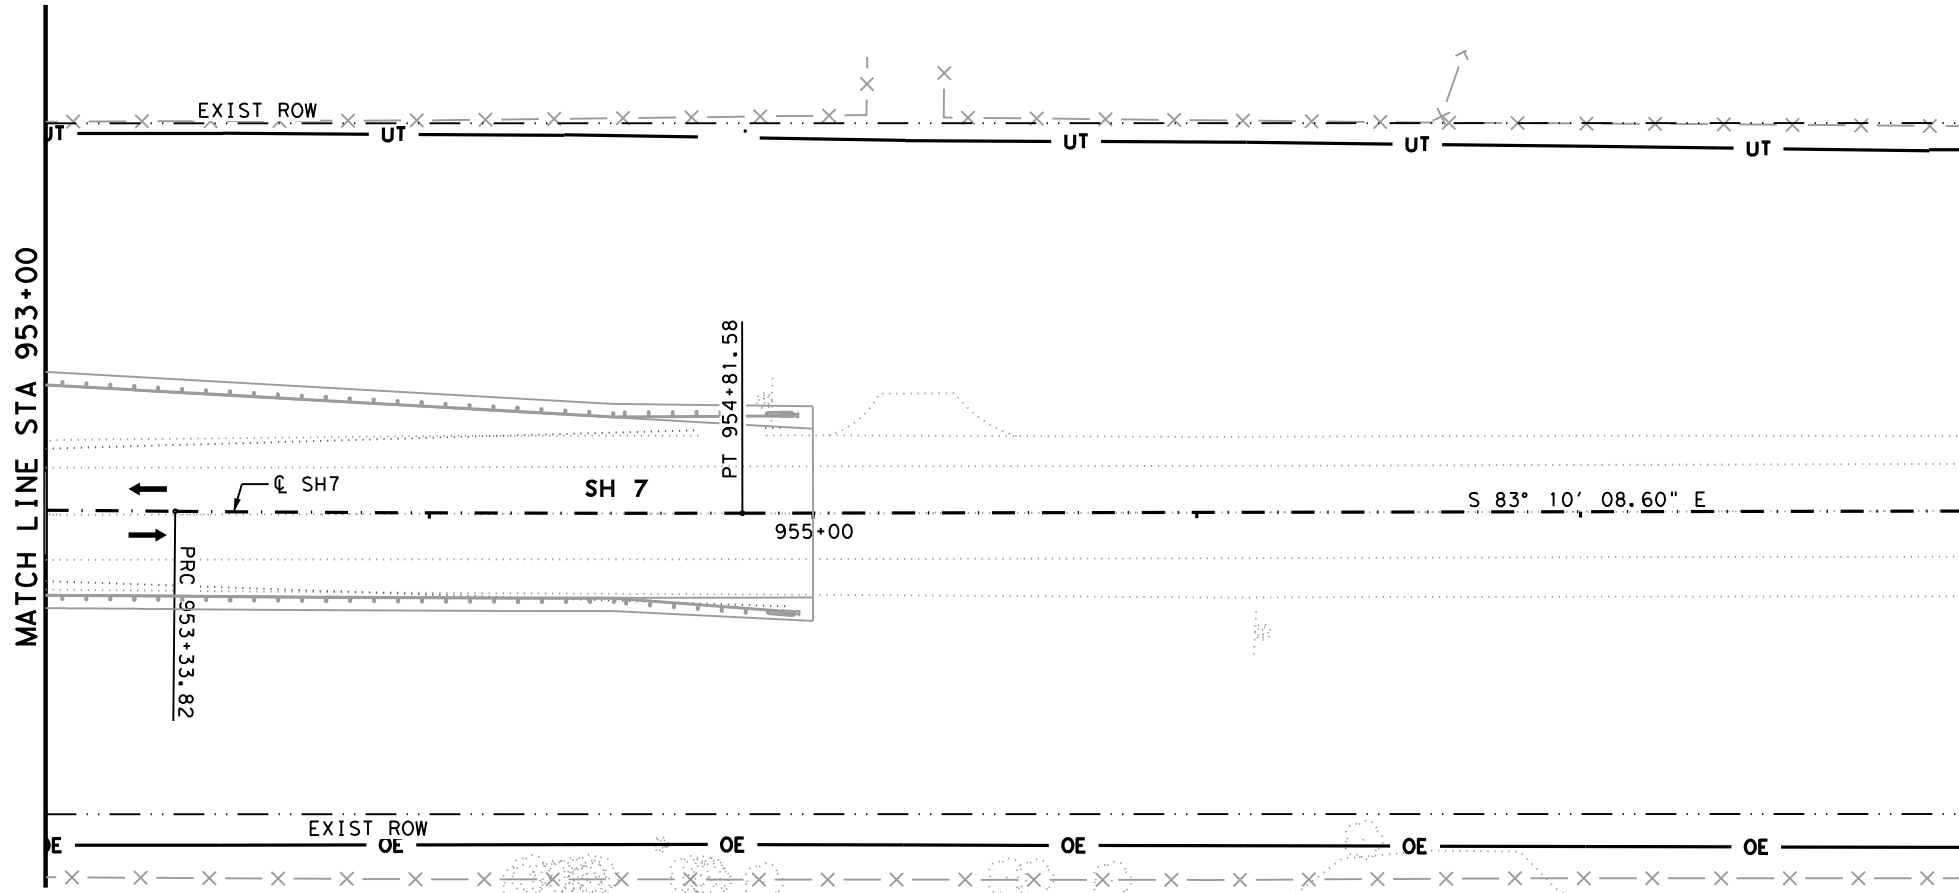 EXIST ROW
UT
UT
UT
UT
UT
MATCH LINE STA 953+00
PT 954+81.58
℄ SH7
SH 7
S 83° 10' 08.60" E
955+00
PRC 953+33.82
EXIST ROW
OE
OE
OE
OE
OE
OE